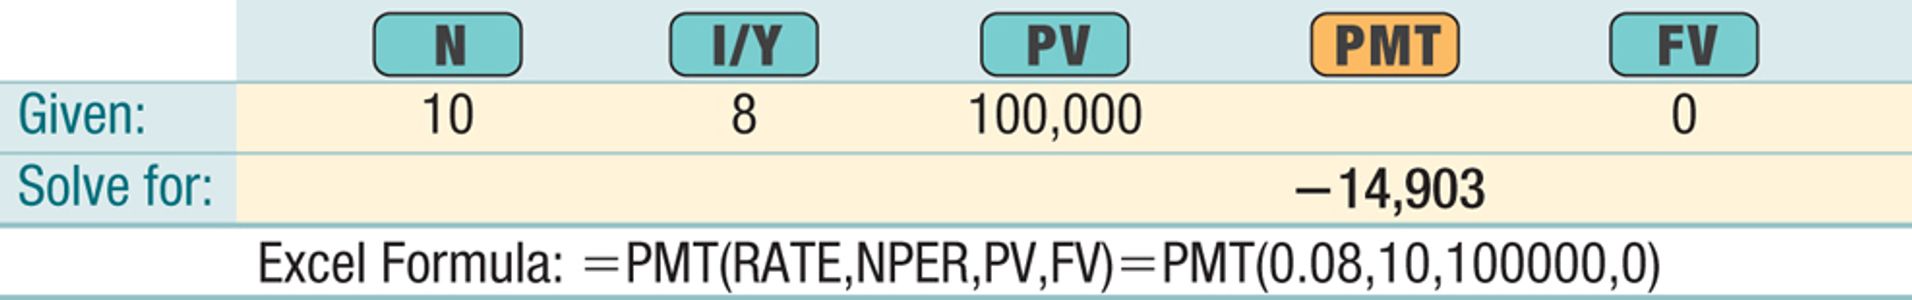 N I/Y PV PMT FV
Given: 10 8 100,000 0
Solve for: −14,903
Excel Formula: =PMT(RATE,NPER,PV,FV)=PMT(0.08,10,100000,0)